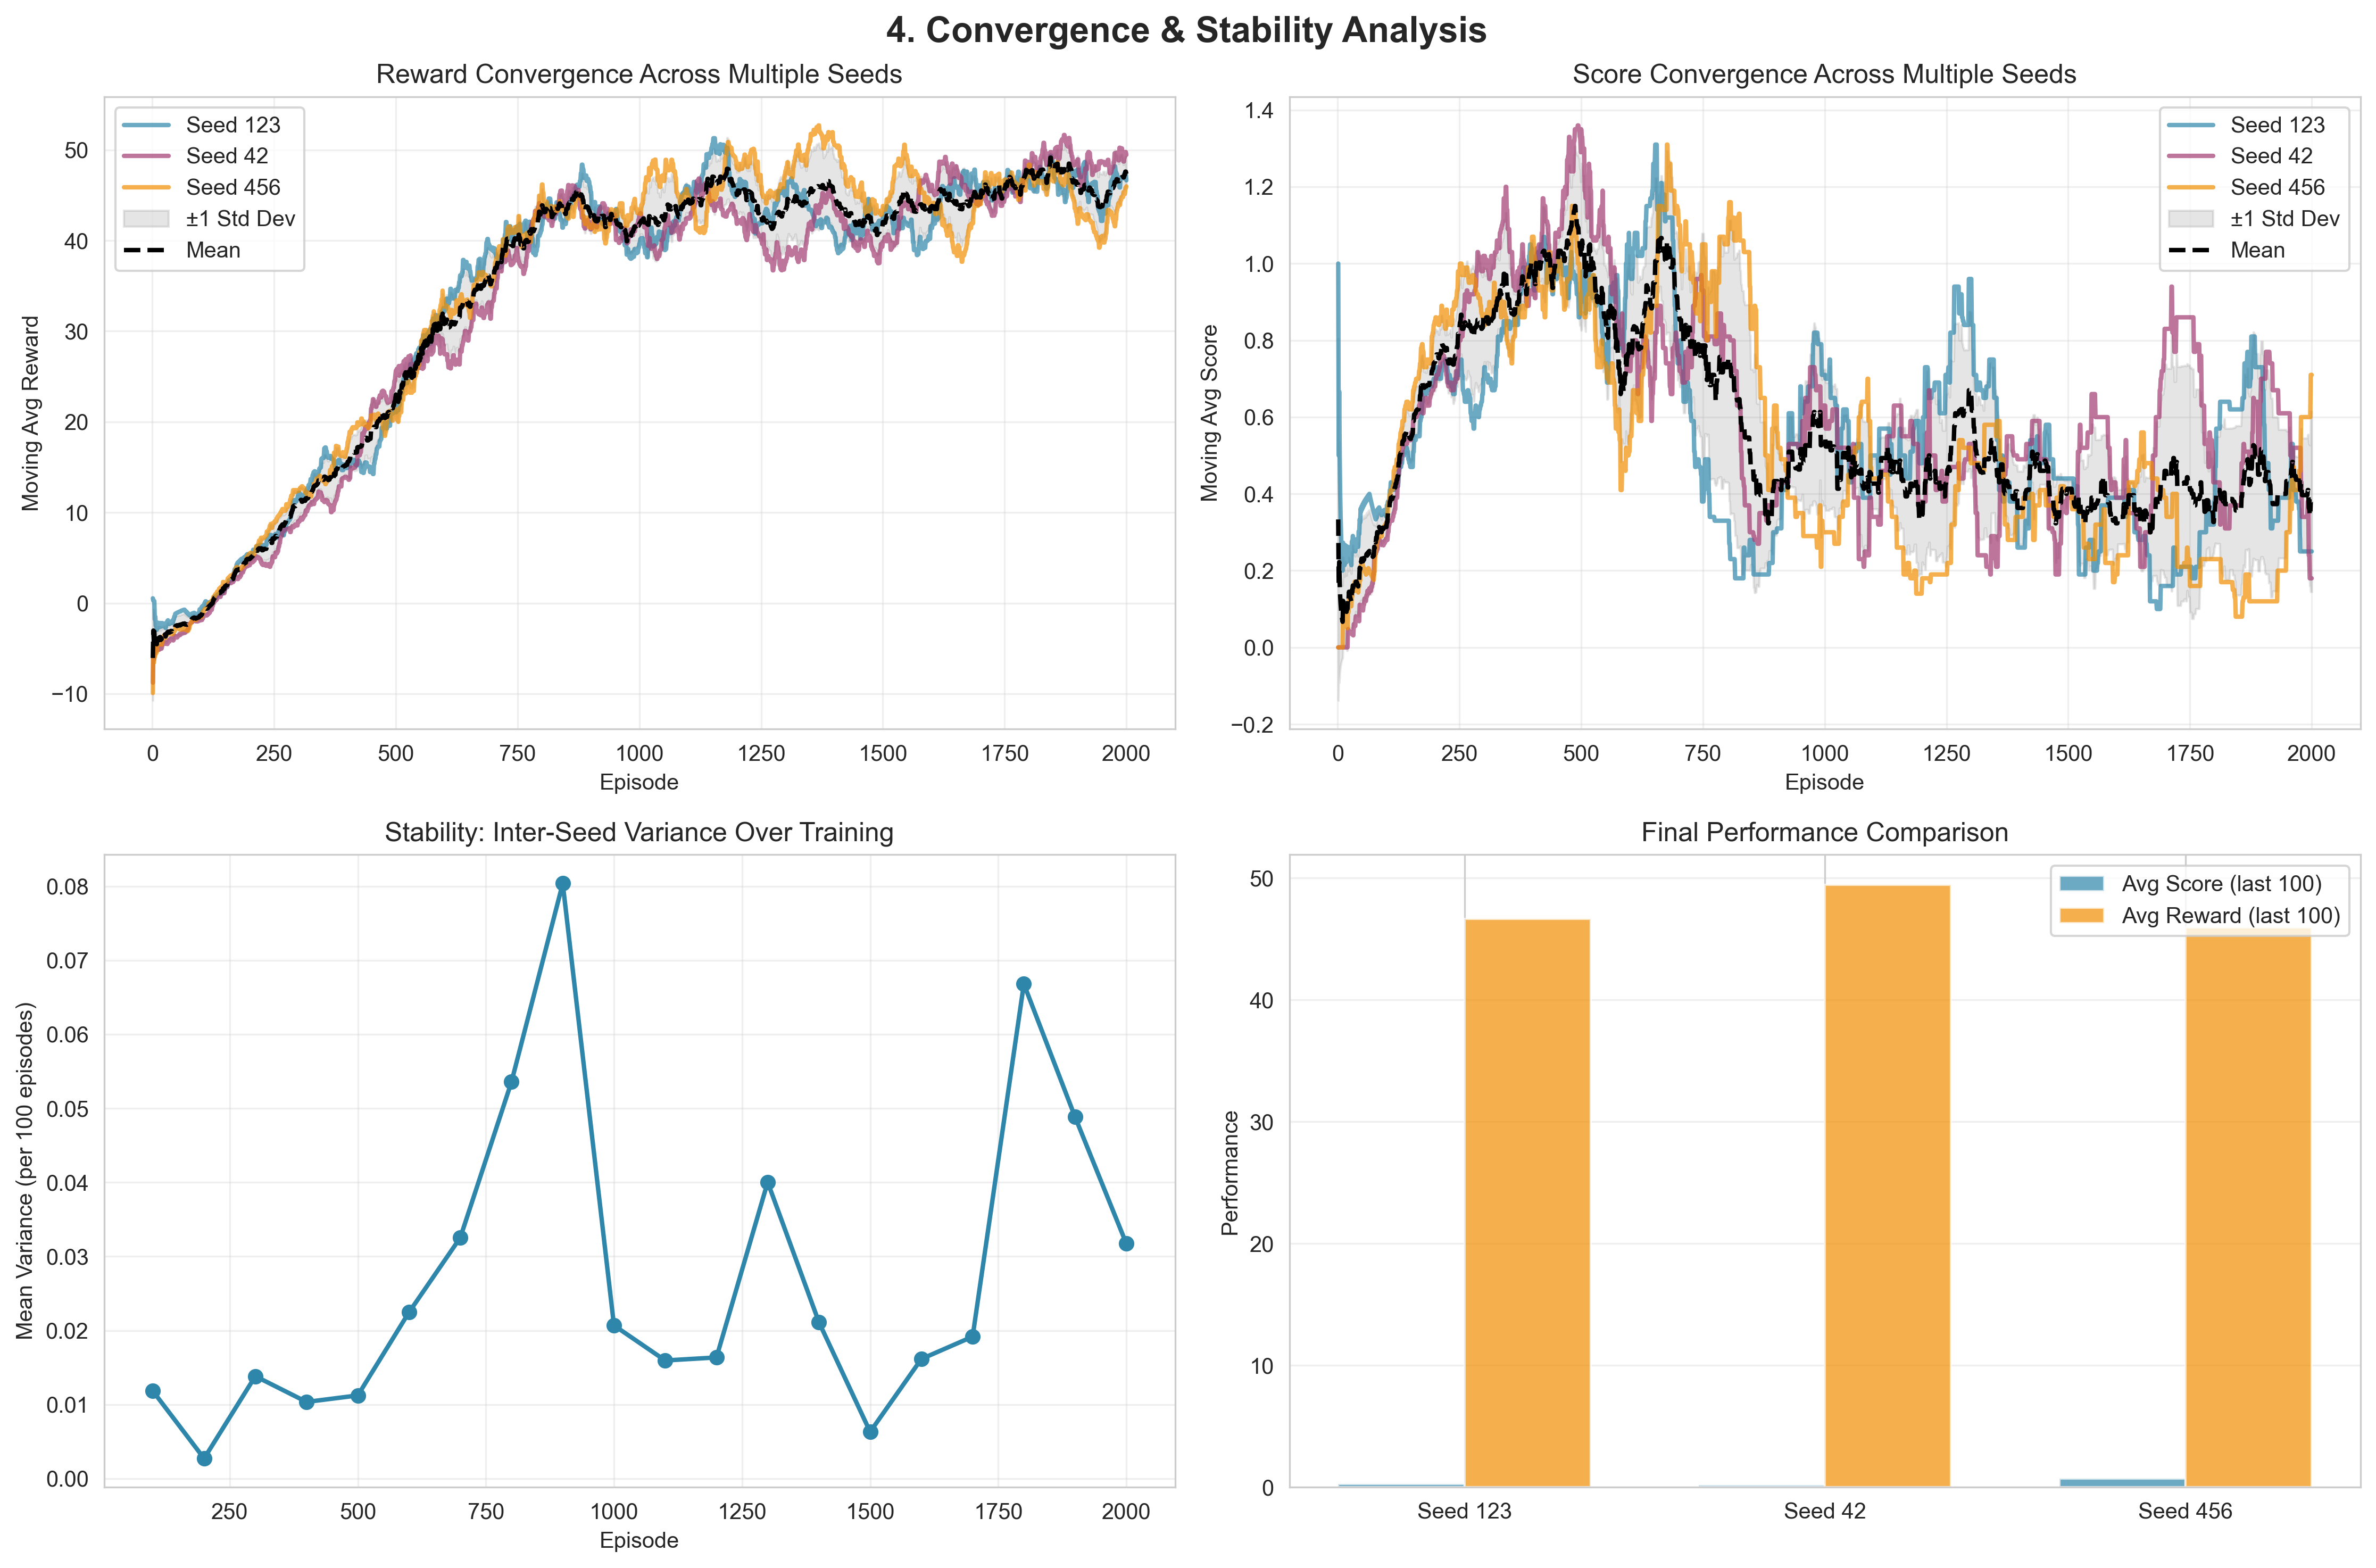 4. Convergence & Stability Analysis
Reward Convergence Across Multiple Seeds
Seed 123
Seed 42
Seed 456
±1 Std Dev
Mean
Moving Avg Reward
50
40
30
20
10
0
−10
0 250 500 750 1000 1250 1500 1750 2000
Episode
Score Convergence Across Multiple Seeds
Seed 123
Seed 42
Seed 456
±1 Std Dev
Mean
Moving Avg Score
1.4
1.2
1.0
0.8
0.6
0.4
0.2
0.0
−0.2
0 250 500 750 1000 1250 1500 1750 2000
Episode
Stability: Inter-Seed Variance Over Training
Mean Variance (per 100 episodes)
0.08
0.07
0.06
0.05
0.04
0.03
0.02
0.01
0.00
250 500 750 1000 1250 1500 1750 2000
Episode
Final Performance Comparison
Avg Score (last 100)
Avg Reward (last 100)
Performance
50
40
30
20
10
0
Seed 123 Seed 42 Seed 456